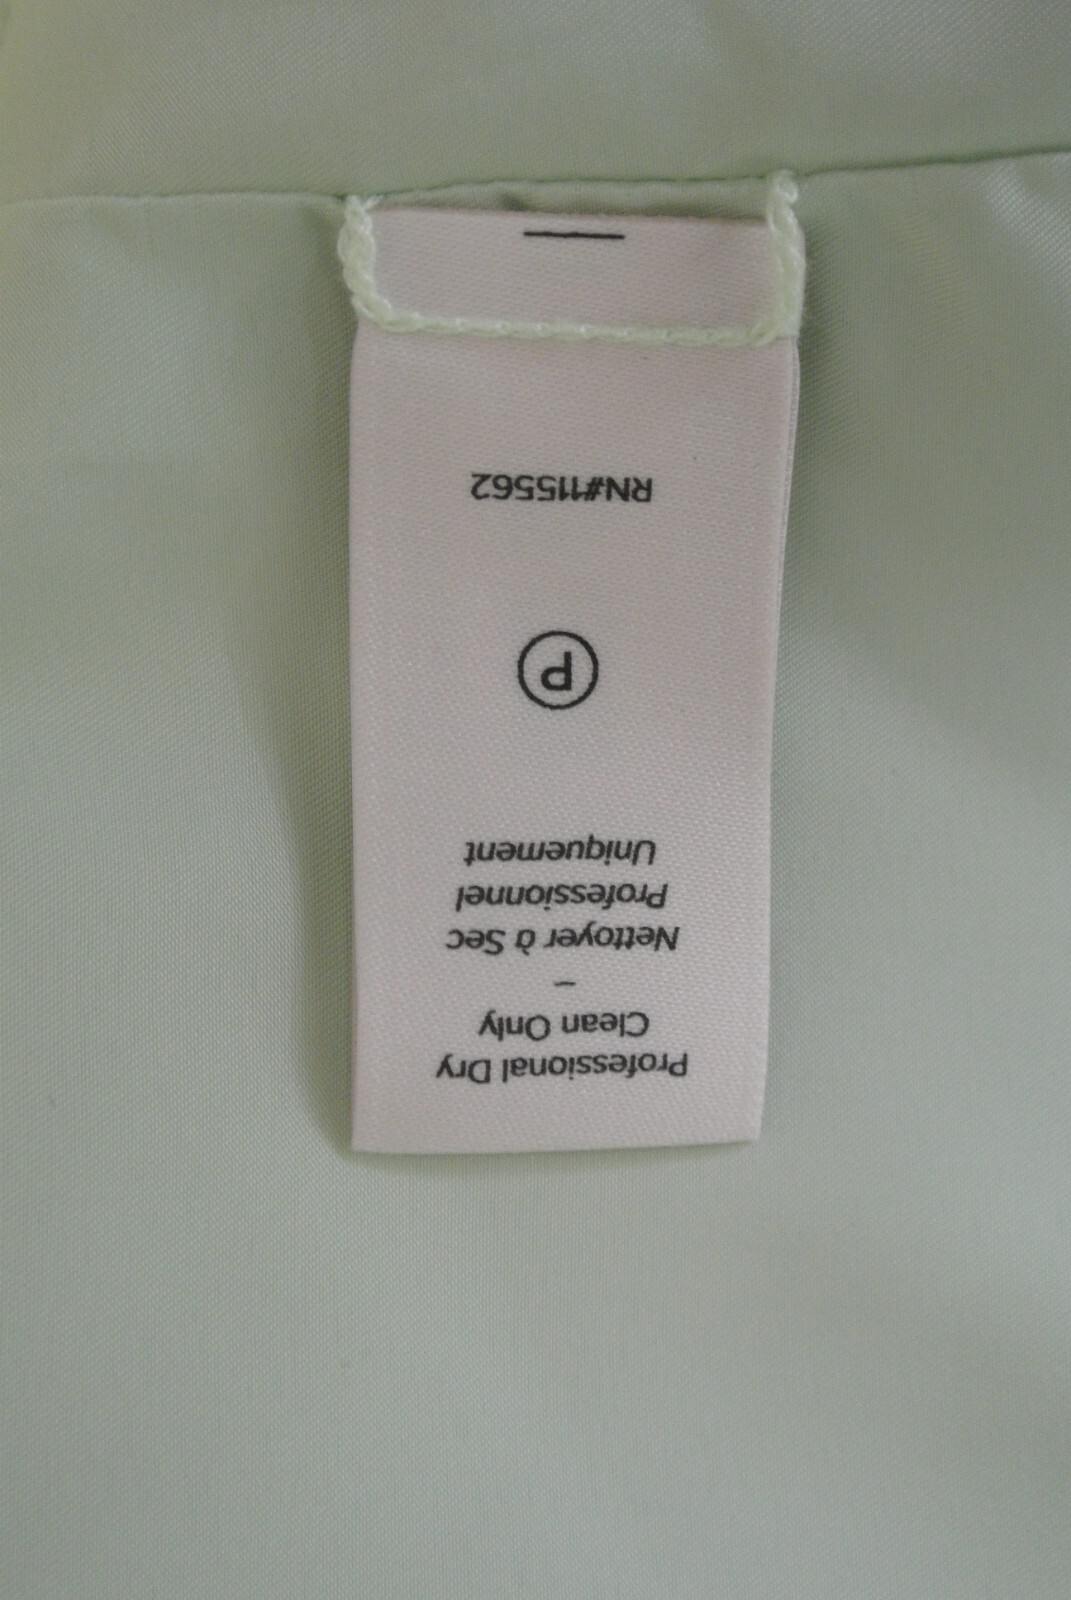 Professional Dry
Clean Only
–
Nettoyer à Sec
Professionnel
Uniquement
P
RN#115562